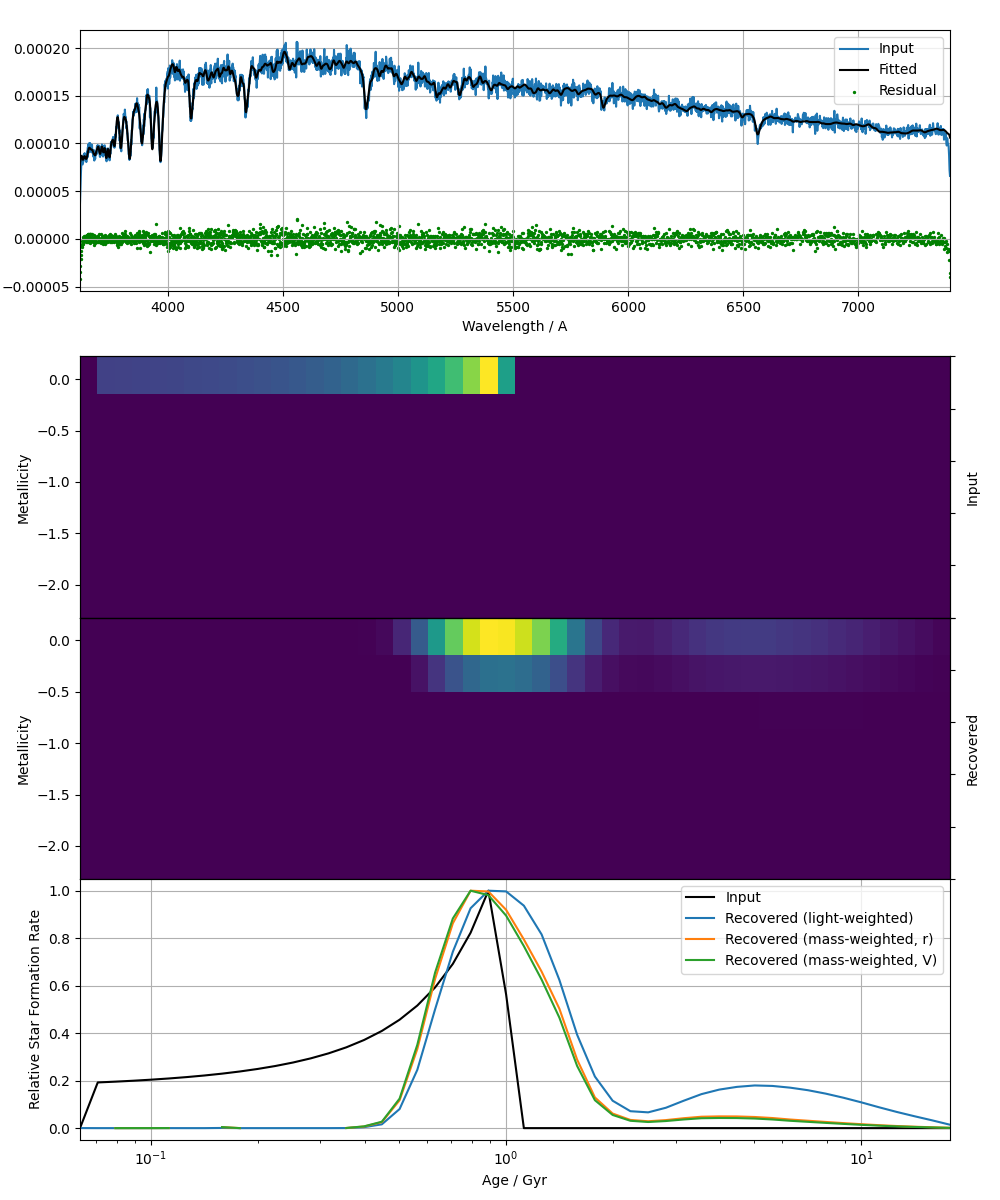 0.00020
0.00015
0.00010
0.00005
0.00000
−0.00005
Input
Fitted
Residual
4000 4500 5000 5500 6000 6500 7000
Wavelength / A
0.0
−0.5
−1.0
−1.5
−2.0
Metallicity
Input
0.0
−0.5
−1.0
−1.5
−2.0
Metallicity
Recovered
1.0
0.8
0.6
0.4
0.2
0.0
Relative Star Formation Rate
Input
Recovered (light-weighted)
Recovered (mass-weighted, r)
Recovered (mass-weighted, V)
10⁻¹ 10⁰ 10¹
Age / Gyr